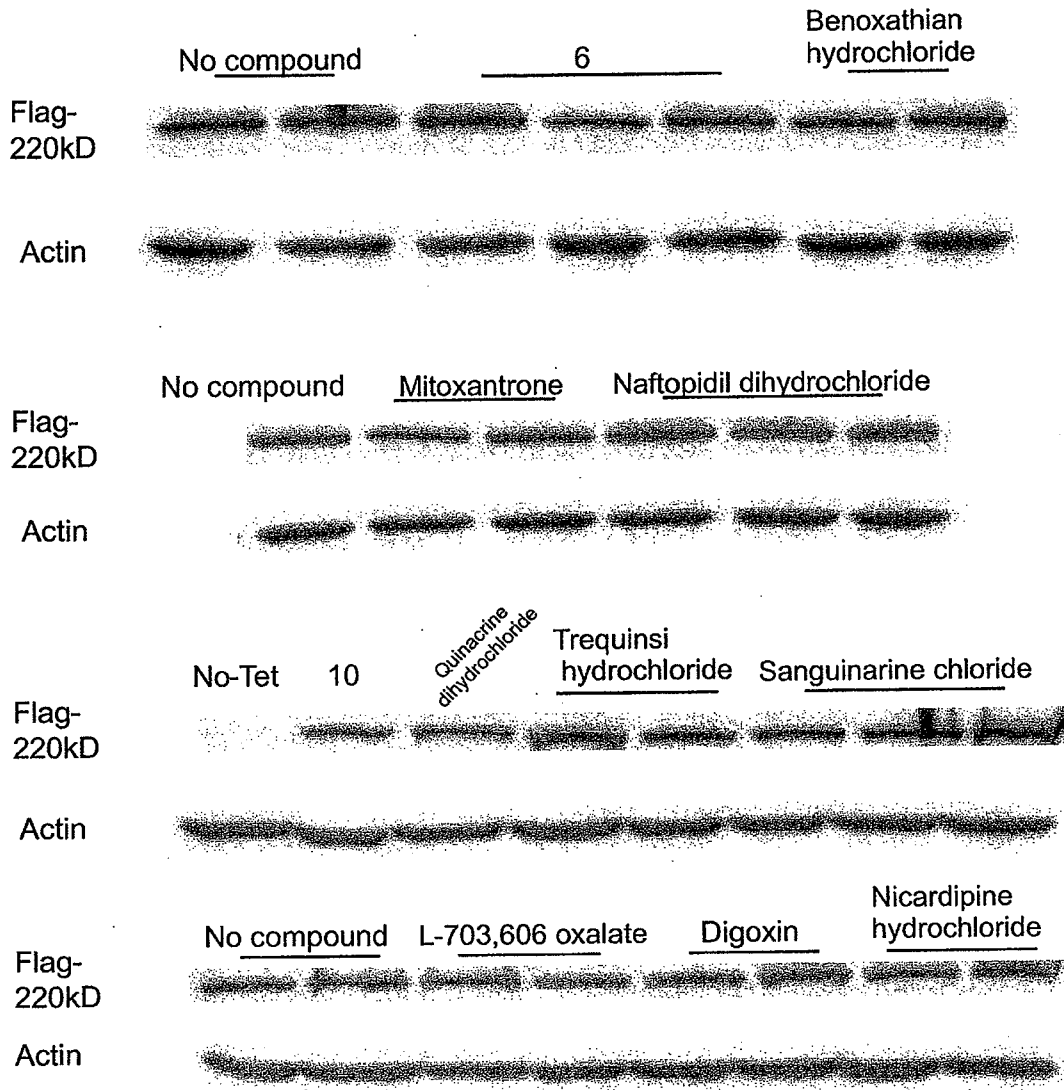 No compound
6
Benoxathian
hydrochloride
Flag-
220kD
Actin
No compound
Mitoxantrone
Naftopidil dihydrochloride
Flag-
220kD
Actin
No-Tet
10
Quinacrine
dihydrochloride
Trequinsi
hydrochloride
Sanguinarine chloride
Flag-
220kD
Actin
No compound
L-703,606 oxalate
Digoxin
Nicardipine
hydrochloride
Flag-
220kD
Actin